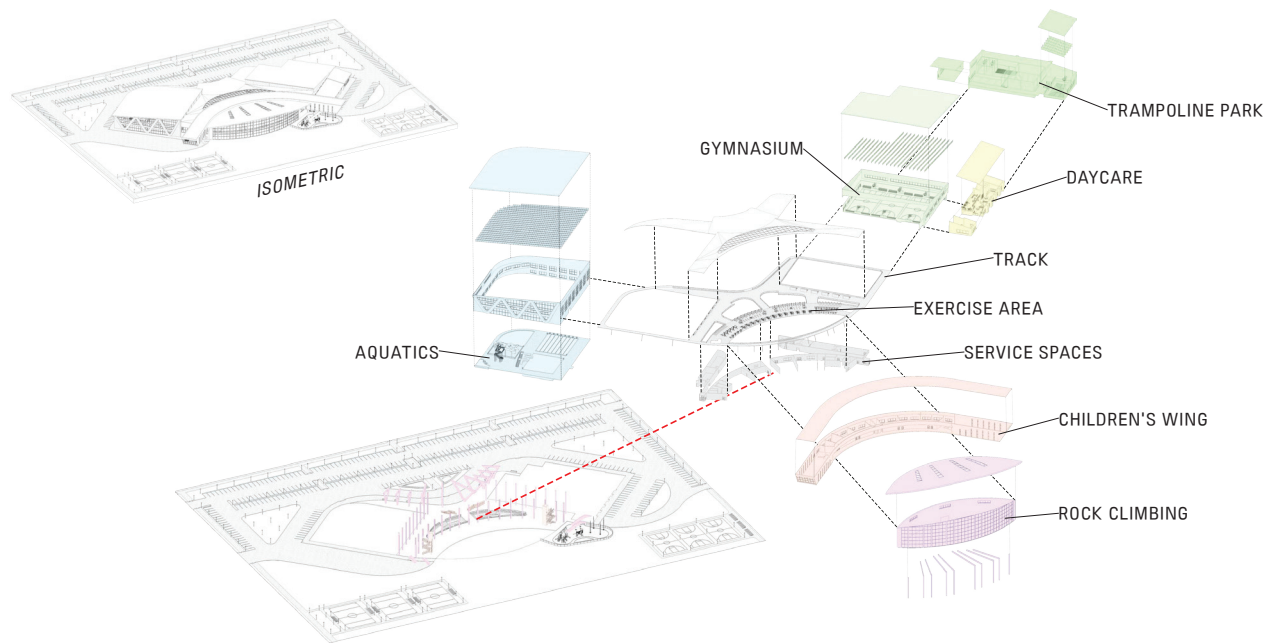 TRAMPOLINE PARK
GYMNASIUM
DAYCARE
ISOMETRIC
TRACK
EXERCISE AREA
AQUATICS
SERVICE SPACES
CHILDREN'S WING
ROCK CLIMBING